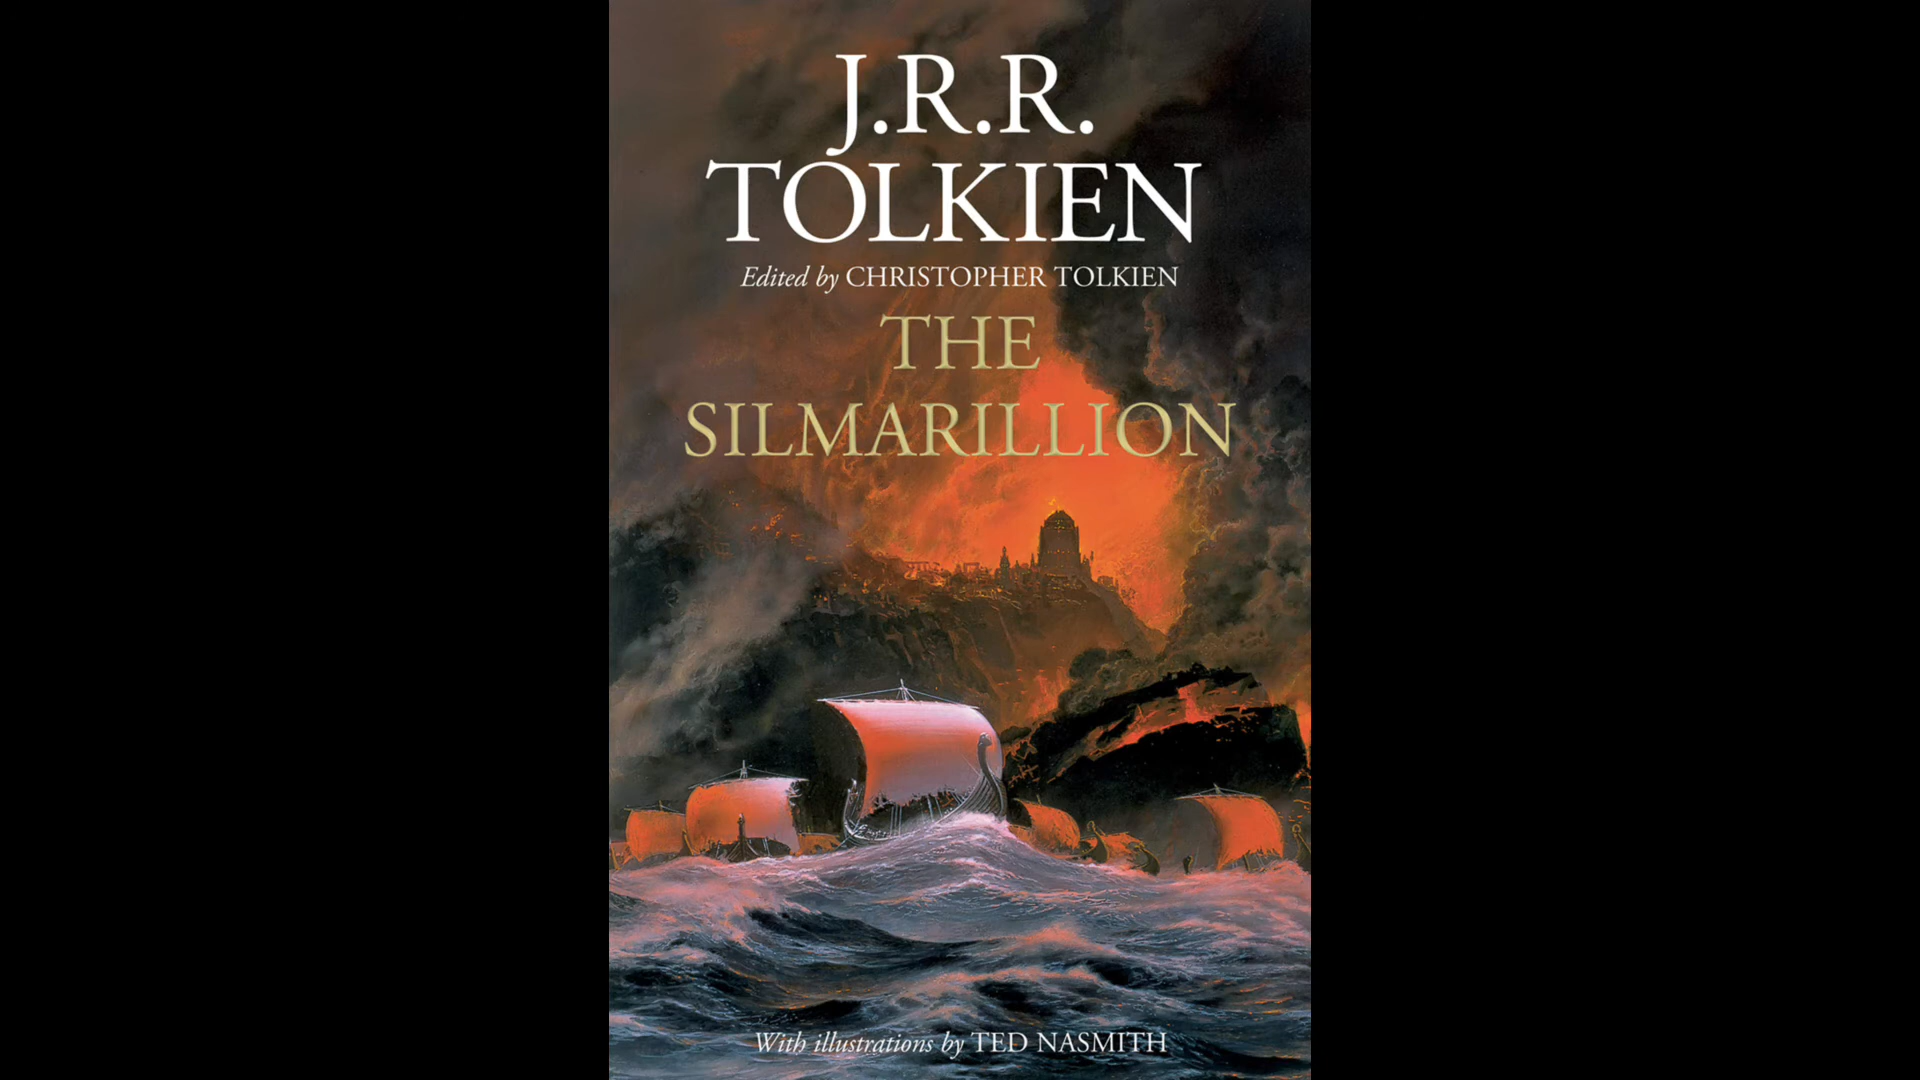 J.R.R.
TOLKIEN
Edited by CHRISTOPHER TOLKIEN
THE
SILMARILLION
With illustrations by TED NASMITH